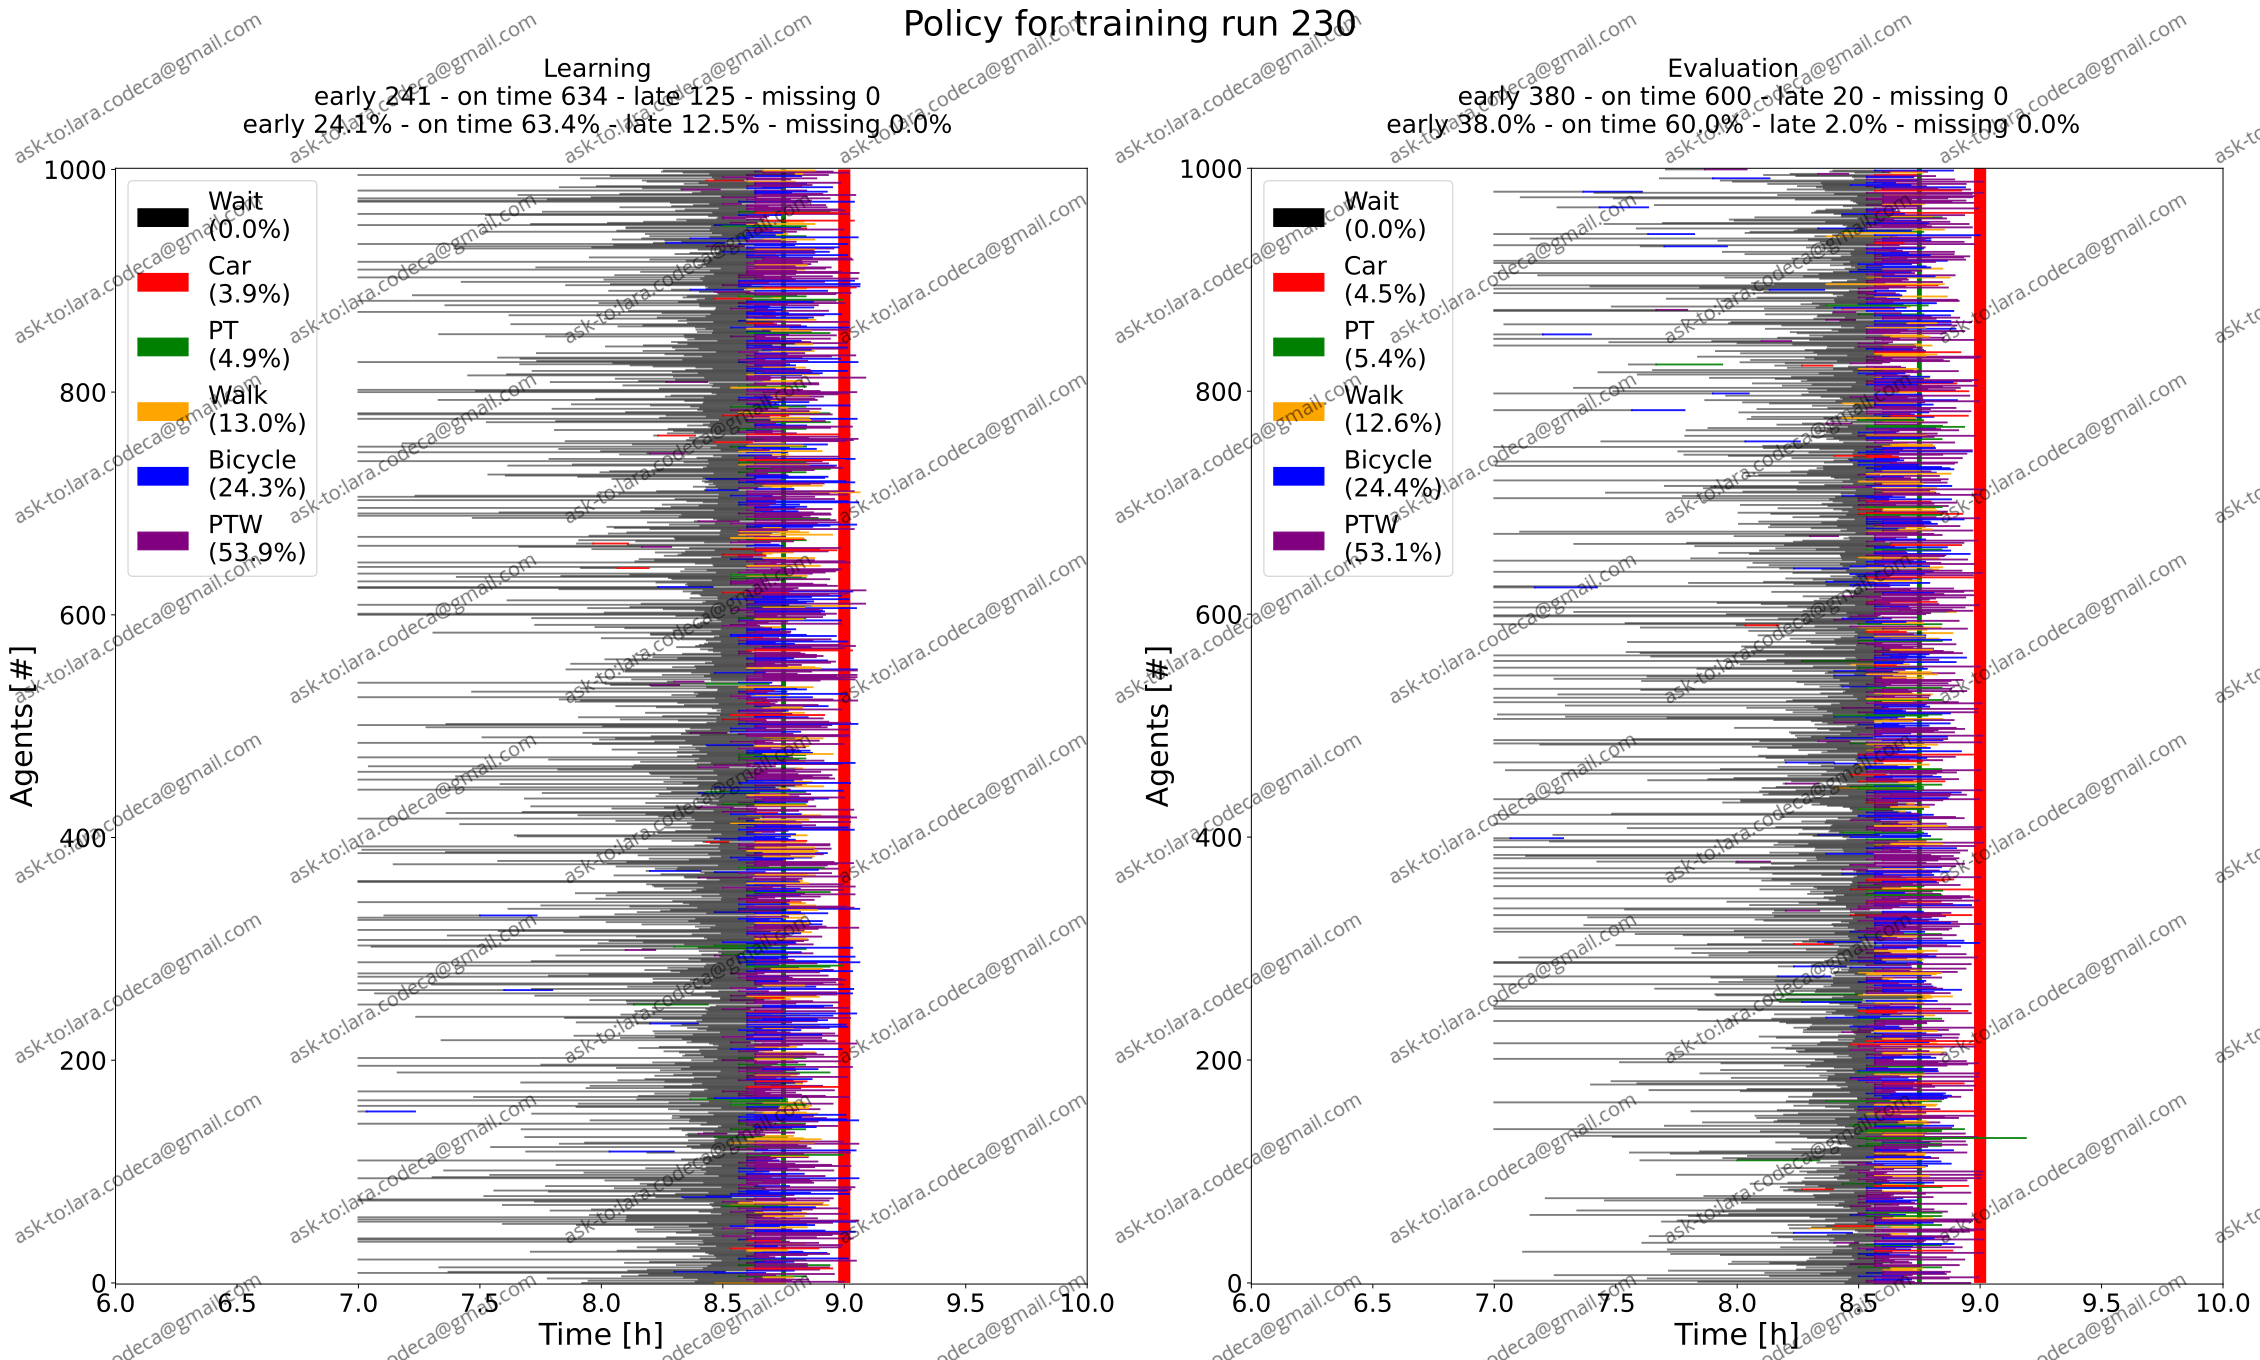 Policy for training run 230
Learning
early 241 - on time 634 - late 125 - missing 0
early 24.1% - on time 63.4% - late 12.5% - missing 0.0%
Evaluation
early 380 - on time 600 - late 20 - missing 0
early 38.0% - on time 60.0% - late 2.0% - missing 0.0%
Agents [#]
1000
800
600
400
200
0
Wait
(0.0%)
Car
(3.9%)
PT
(4.9%)
Walk
(13.0%)
Bicycle
(24.3%)
PTW
(53.9%)
6.0 6.5 7.0 7.5 8.0 8.5 9.0 9.5 10.0
Time [h]
Agents [#]
1000
800
600
400
200
0
Wait
(0.0%)
Car
(4.5%)
PT
(5.4%)
Walk
(12.6%)
Bicycle
(24.4%)
PTW
(53.1%)
6.0 6.5 7.0 7.5 8.0 8.5 9.0 9.5 10.0
Time [h]
ask-to:lara.codeca@gmail.com